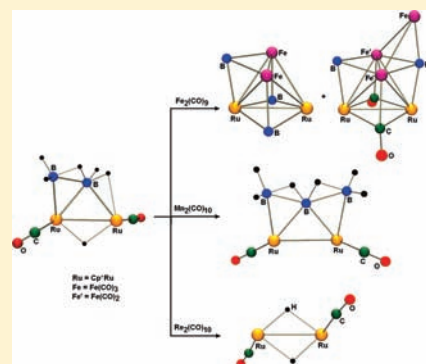 Fe
Fe
B
Fe
B
Ru
Ru
B
+
Fe'
B
B
Fe'
Ru
Ru
C
O
Fe₂(CO)₉
B
B
Ru
Ru
C
O
C
O
B
B
B
Mn₂(CO)₁₀
Ru
Ru
C
O
C
O
Ru = Cp*Ru
Fe = Fe(CO)₃
Fe' = Fe(CO)₂
Re₂(CO)₁₀
H
C
O
Ru
Ru
C
O